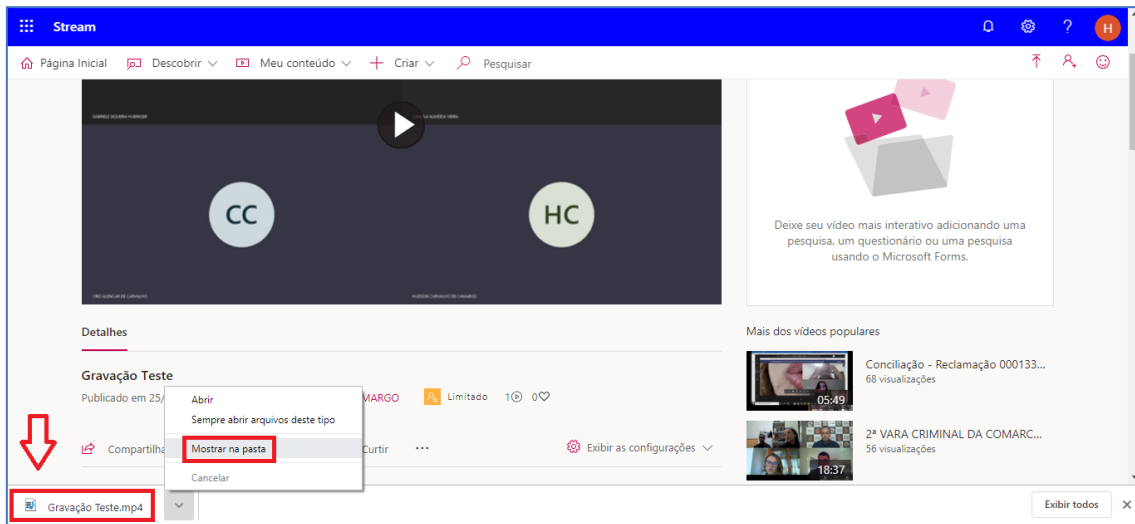 Stream
?
H
Página Inicial
Descobrir
Meu conteúdo
Criar
Pesquisar
CC
HC
Deixe seu vídeo mais interativo adicionando uma
pesquisa, um questionário ou uma pesquisa
usando o Microsoft Forms.
Detalhes
Mais dos vídeos populares
Gravação Teste
Publicado em 25/
MARGO
Limitado
1
0
Abrir
Sempre abrir arquivos deste tipo
Mostrar na pasta
Cancelar
Compartilha
Curtir
...
Exibir as configurações
05:49
Conciliação - Reclamação 000133...
68 visualizações
18:37
2ª VARA CRIMINAL DA COMARC...
56 visualizações
Gravação Teste.mp4
Exibir todos